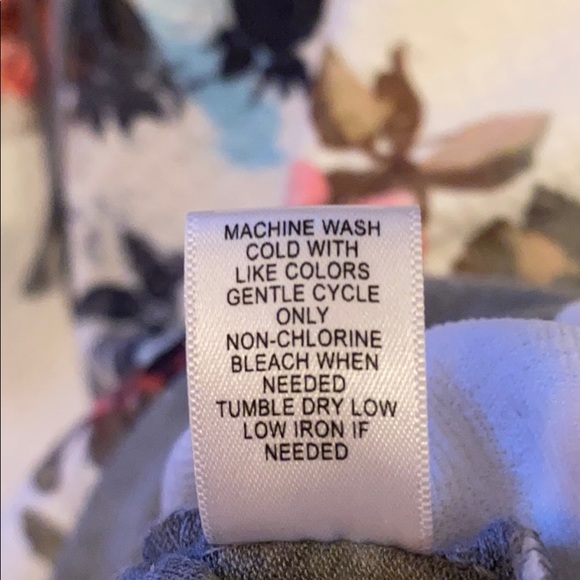 MACHINE WASH
COLD WITH
LIKE COLORS
GENTLE CYCLE
ONLY
NON-CHLORINE
BLEACH WHEN
NEEDED
TUMBLE DRY LOW
LOW IRON IF
NEEDED